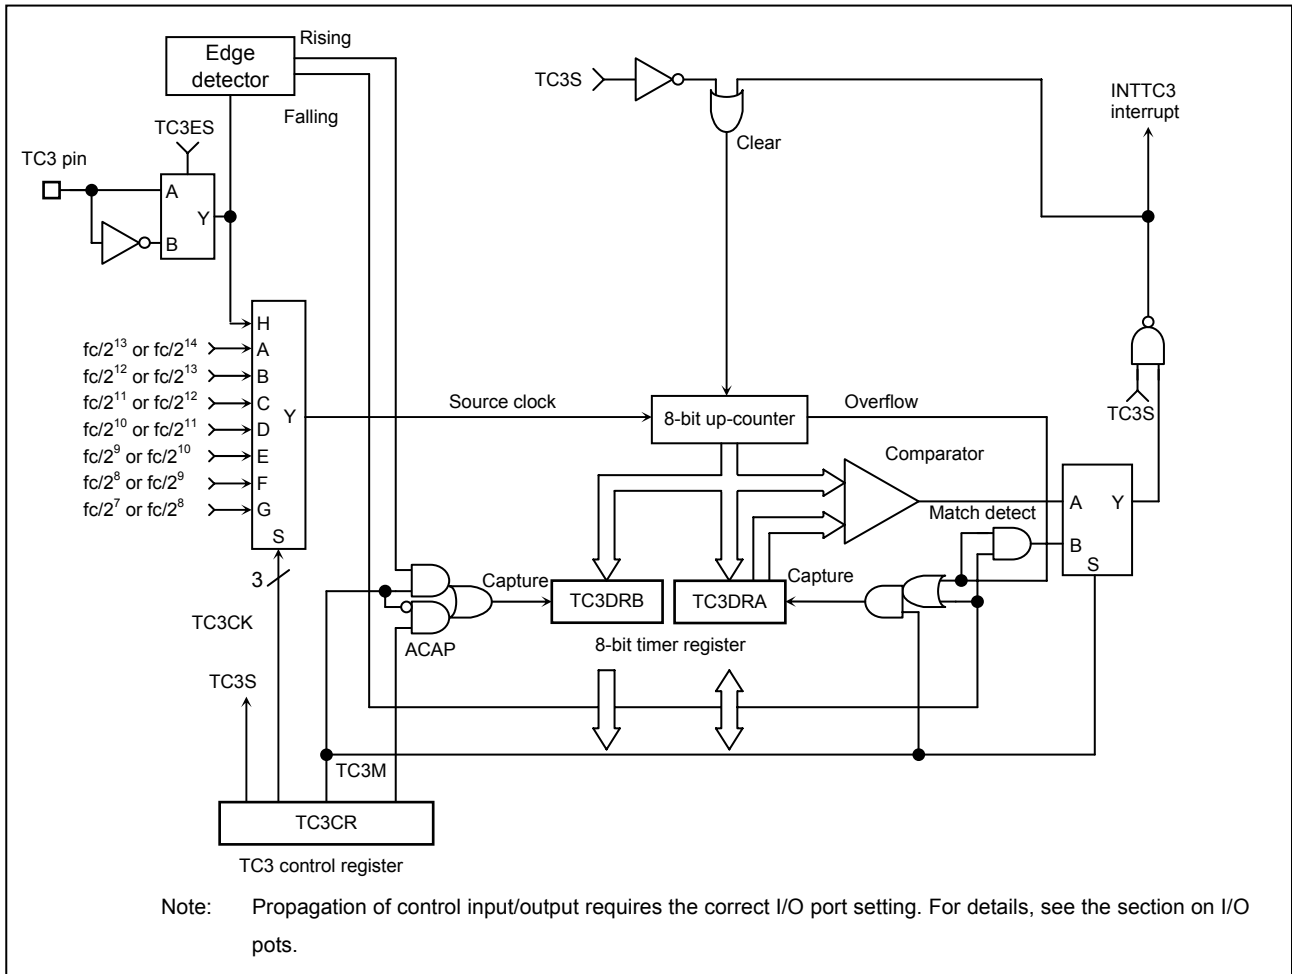 Rising
Edge
detector
Falling
TC3S
INTTC3
interrupt
Clear
TC3ES
TC3 pin
A
Y
B
H
fc/2^13 or fc/2^14
A
fc/2^12 or fc/2^13
B
fc/2^11 or fc/2^12
C
Y
fc/2^10 or fc/2^11
D
fc/2^9 or fc/2^10
E
fc/2^8 or fc/2^9
F
fc/2^7 or fc/2^8
G
S
Source clock
8-bit up-counter
Overflow
TC3S
Comparator
A
Y
Match detect
B
S
3
TC3CK
Capture
TC3DRB
TC3DRA
Capture
ACAP
8-bit timer register
TC3S
TC3M
TC3CR
TC3 control register
Note: Propagation of control input/output requires the correct I/O port setting. For details, see the section on I/O
pots.